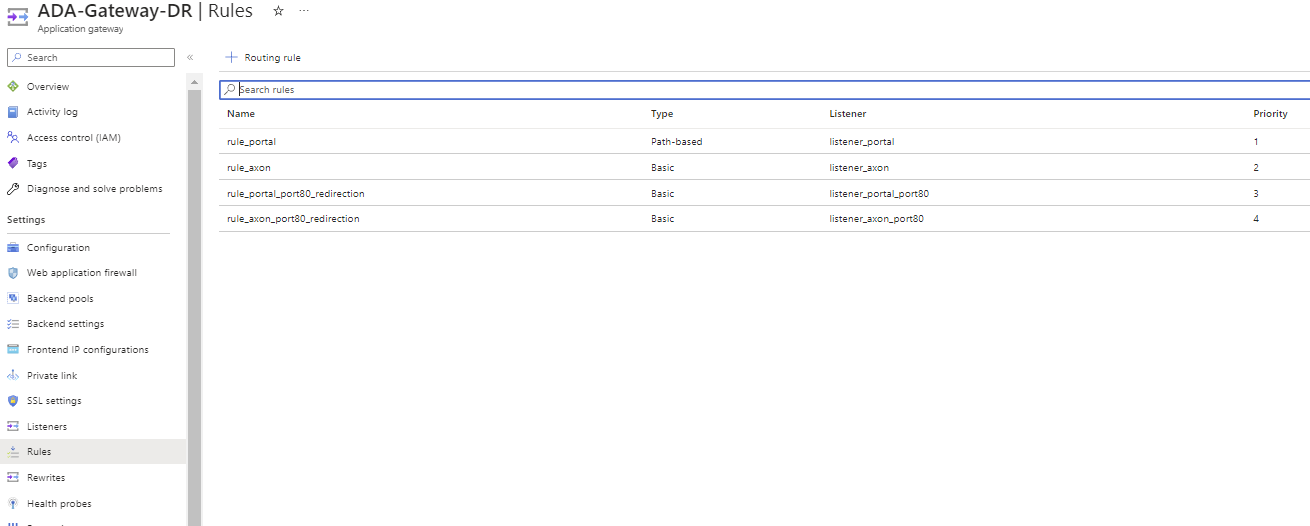 ADA-Gateway-DR | Rules ☆ ...
Application gateway
Search «
Routing rule
Search rules
Name Type Listener Priority
rule_portal Path-based listener_portal 1
rule_axon Basic listener_axon 2
rule_portal_port80_redirection Basic listener_portal_port80 3
rule_axon_port80_redirection Basic listener_axon_port80 4
Overview
Activity log
Access control (IAM)
Tags
Diagnose and solve problems
Settings
Configuration
Web application firewall
Backend pools
Backend settings
Frontend IP configurations
Private link
SSL settings
Listeners
Rules
Rewrites
Health probes